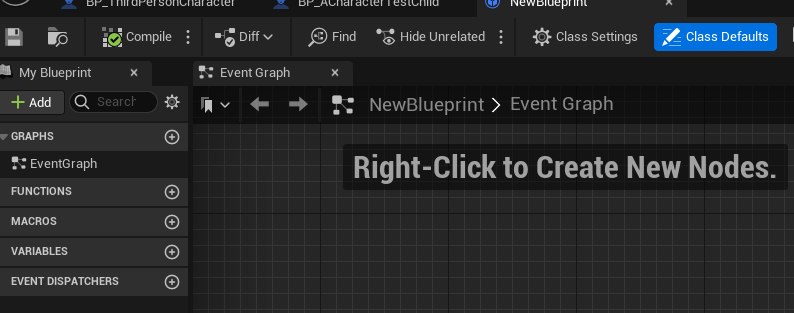 BP_ThirdPersonCharacter BP_ACharacterTestChild NewBlueprint
Compile Diff Find Hide Unrelated Class Settings Class Defaults
My Blueprint Event Graph
Add Search NewBlueprint Event Graph
GRAPHS
EventGraph
Right-Click to Create New Nodes.
FUNCTIONS
MACROS
VARIABLES
EVENT DISPATCHERS